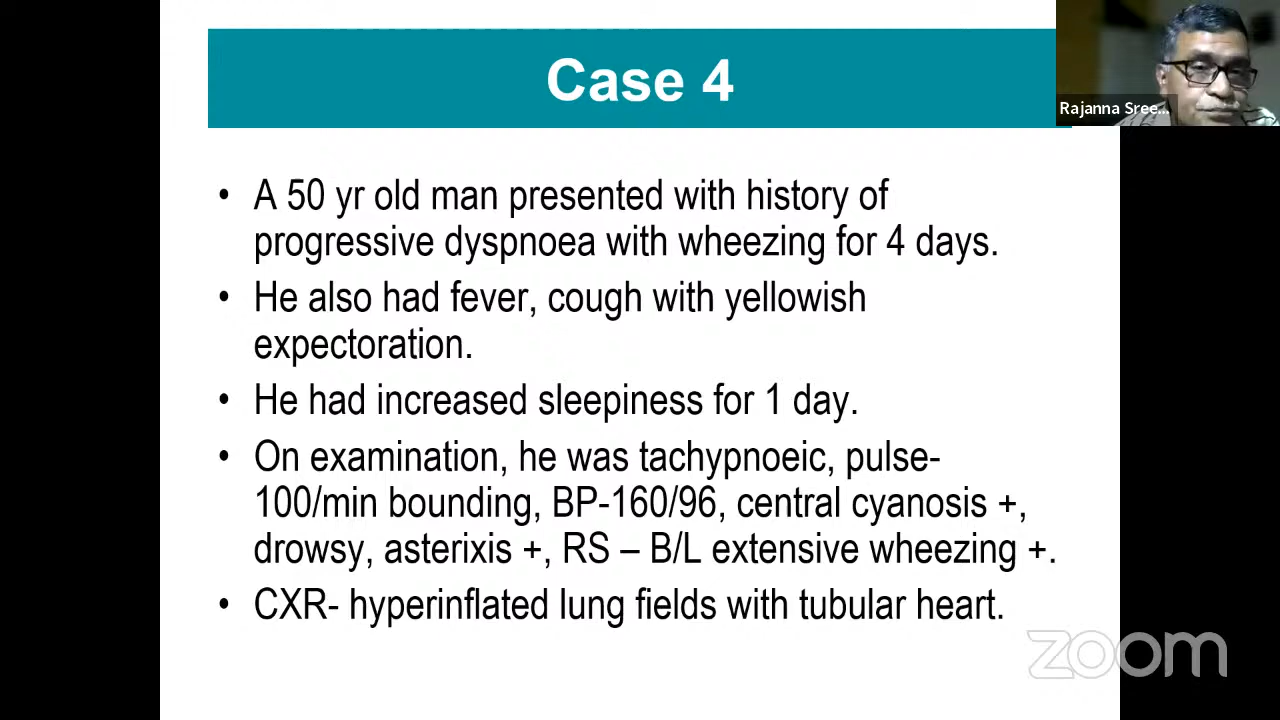 Case 4
Rajanna Sree...
• A 50 yr old man presented with history of
progressive dyspnoea with wheezing for 4 days.
• He also had fever, cough with yellowish
expectoration.
• He had increased sleepiness for 1 day.
• On examination, he was tachypnoeic, pulse-
100/min bounding, BP-160/96, central cyanosis +,
drowsy, asterixis +, RS – B/L extensive wheezing +.
• CXR- hyperinflated lung fields with tubular heart.
zoom